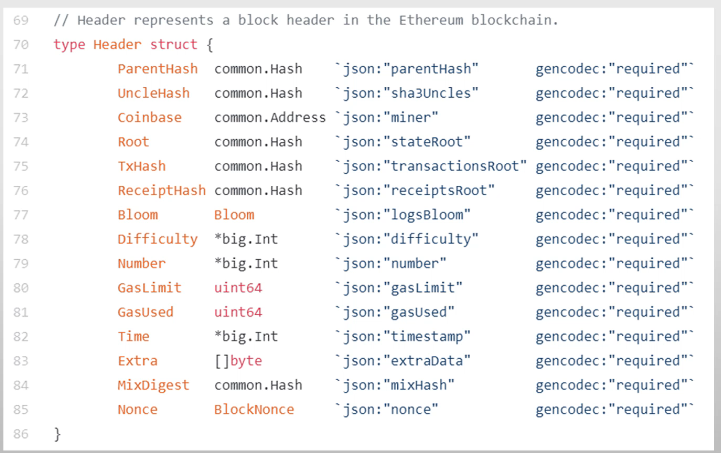 69 // Header represents a block header in the Ethereum blockchain.
70 type Header struct {
71 ParentHash common.Hash `json:"parentHash" gencodec:"required"`
72 UncleHash common.Hash `json:"sha3Uncles" gencodec:"required"`
73 Coinbase common.Address `json:"miner" gencodec:"required"`
74 Root common.Hash `json:"stateRoot" gencodec:"required"`
75 TxHash common.Hash `json:"transactionsRoot" gencodec:"required"`
76 ReceiptHash common.Hash `json:"receiptsRoot" gencodec:"required"`
77 Bloom Bloom `json:"logsBloom" gencodec:"required"`
78 Difficulty *big.Int `json:"difficulty" gencodec:"required"`
79 Number *big.Int `json:"number" gencodec:"required"`
80 GasLimit uint64 `json:"gasLimit" gencodec:"required"`
81 GasUsed uint64 `json:"gasUsed" gencodec:"required"`
82 Time *big.Int `json:"timestamp" gencodec:"required"`
83 Extra []byte `json:"extraData" gencodec:"required"`
84 MixDigest common.Hash `json:"mixHash" gencodec:"required"`
85 Nonce BlockNonce `json:"nonce" gencodec:"required"`
86 }